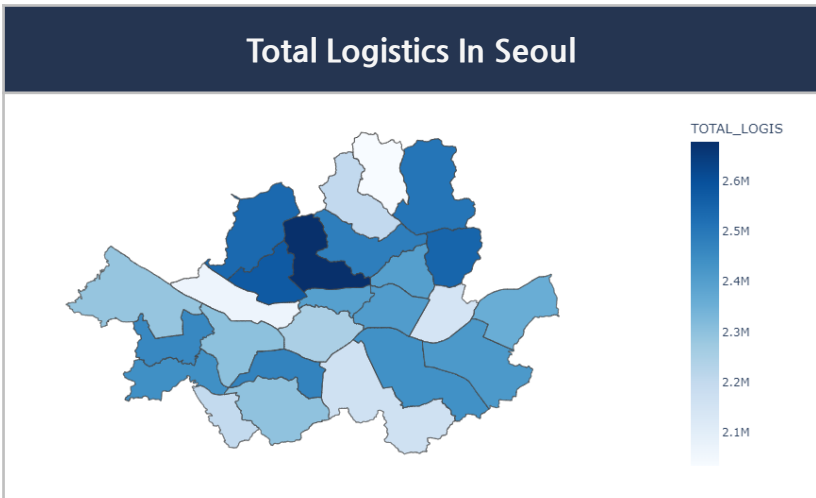 Total Logistics In Seoul
TOTAL_LOGIS
2.6M
2.5M
2.4M
2.3M
2.2M
2.1M